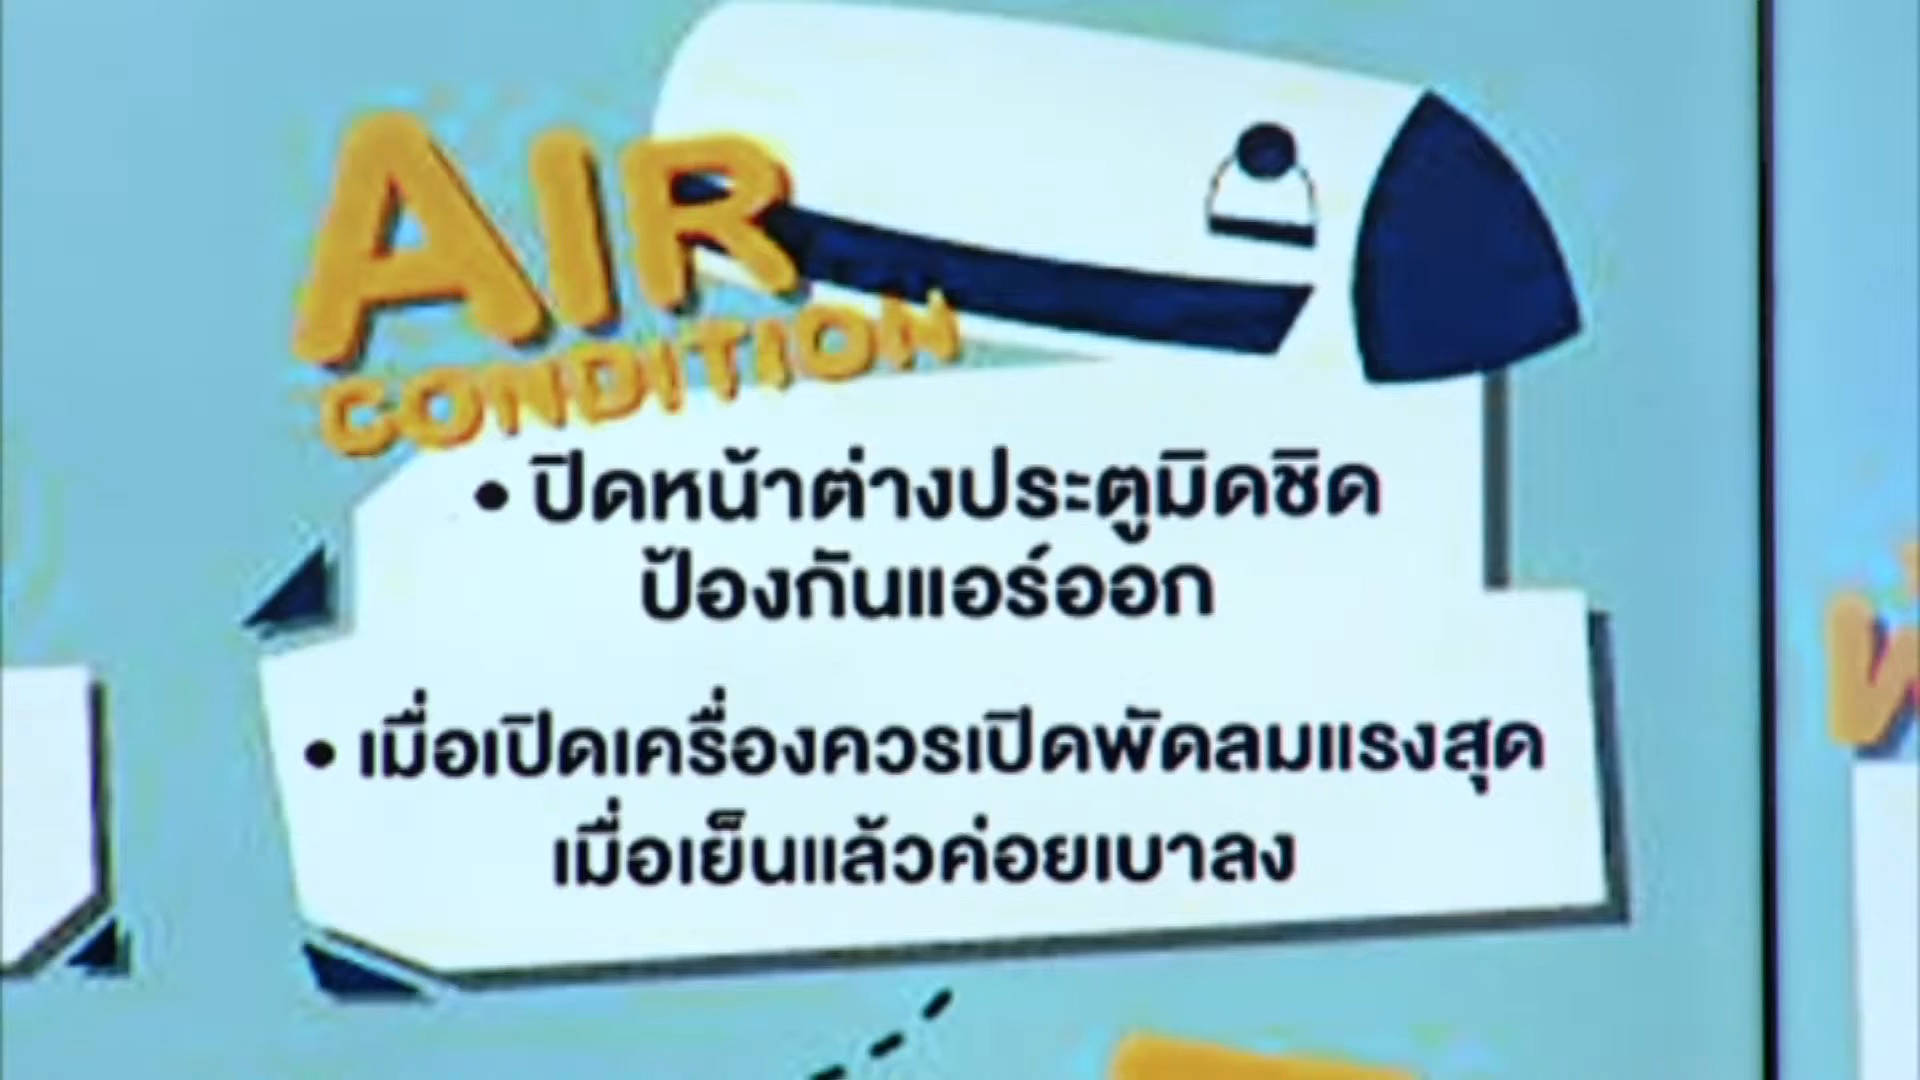 AIR
CONDITION
• ปิดหน้าต่างประตูมิดชิด
ป้องกันแอร์ออก
• เมื่อเปิดเครื่องควรเปิดพัดลมแรงสุด
เมื่อเย็นแล้วค่อยเบาลง